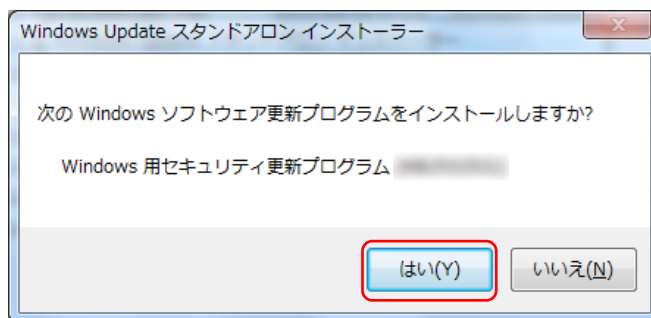 Windows Update スタンドアロン インストーラー
次の Windows ソフトウェア更新プログラムをインストールしますか?
Windows 用セキュリティ更新プログラム
はい(Y)
いいえ(N)